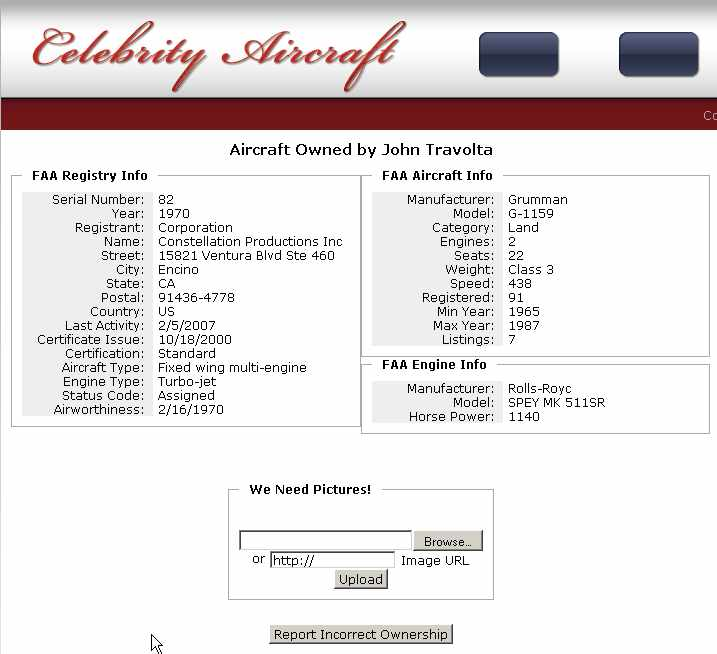 Celebrity Aircraft
Co
Aircraft Owned by John Travolta
FAA Registry Info
Serial Number: 82
Year: 1970
Registrant: Corporation
Name: Constellation Productions Inc
Street: 15821 Ventura Blvd Ste 460
City: Encino
State: CA
Postal: 91436-4778
Country: US
Last Activity: 2/5/2007
Certificate Issue: 10/18/2000
Certification: Standard
Aircraft Type: Fixed wing multi-engine
Engine Type: Turbo-jet
Status Code: Assigned
Airworthiness: 2/16/1970
FAA Aircraft Info
Manufacturer: Grumman
Model: G-1159
Category: Land
Engines: 2
Seats: 22
Weight: Class 3
Speed: 438
Registered: 91
Min Year: 1965
Max Year: 1987
Listings: 7
FAA Engine Info
Manufacturer: Rolls-Royc
Model: SPEY MK 511SR
Horse Power: 1140
We Need Pictures!
Browse...
or http:// Image URL
Upload
Report Incorrect Ownership